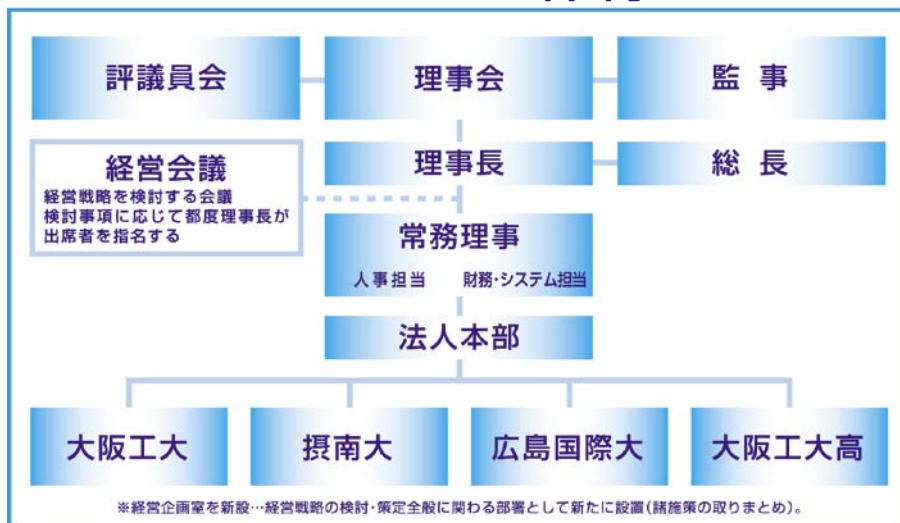 評議員会
理事会
監事
経営会議
経営戦略を検討する会議
検討事項に応じて都度理事長が
出席者を指名する
理事長
総長
常務理事
人事担当
財務・システム担当
法人本部
大阪工大
摂南大
広島国際大
大阪工大高
※経営企画室を新設…経営戦略の検討・策定全般に関わる部署として新たに設置(諸施策の取りまとめ)。